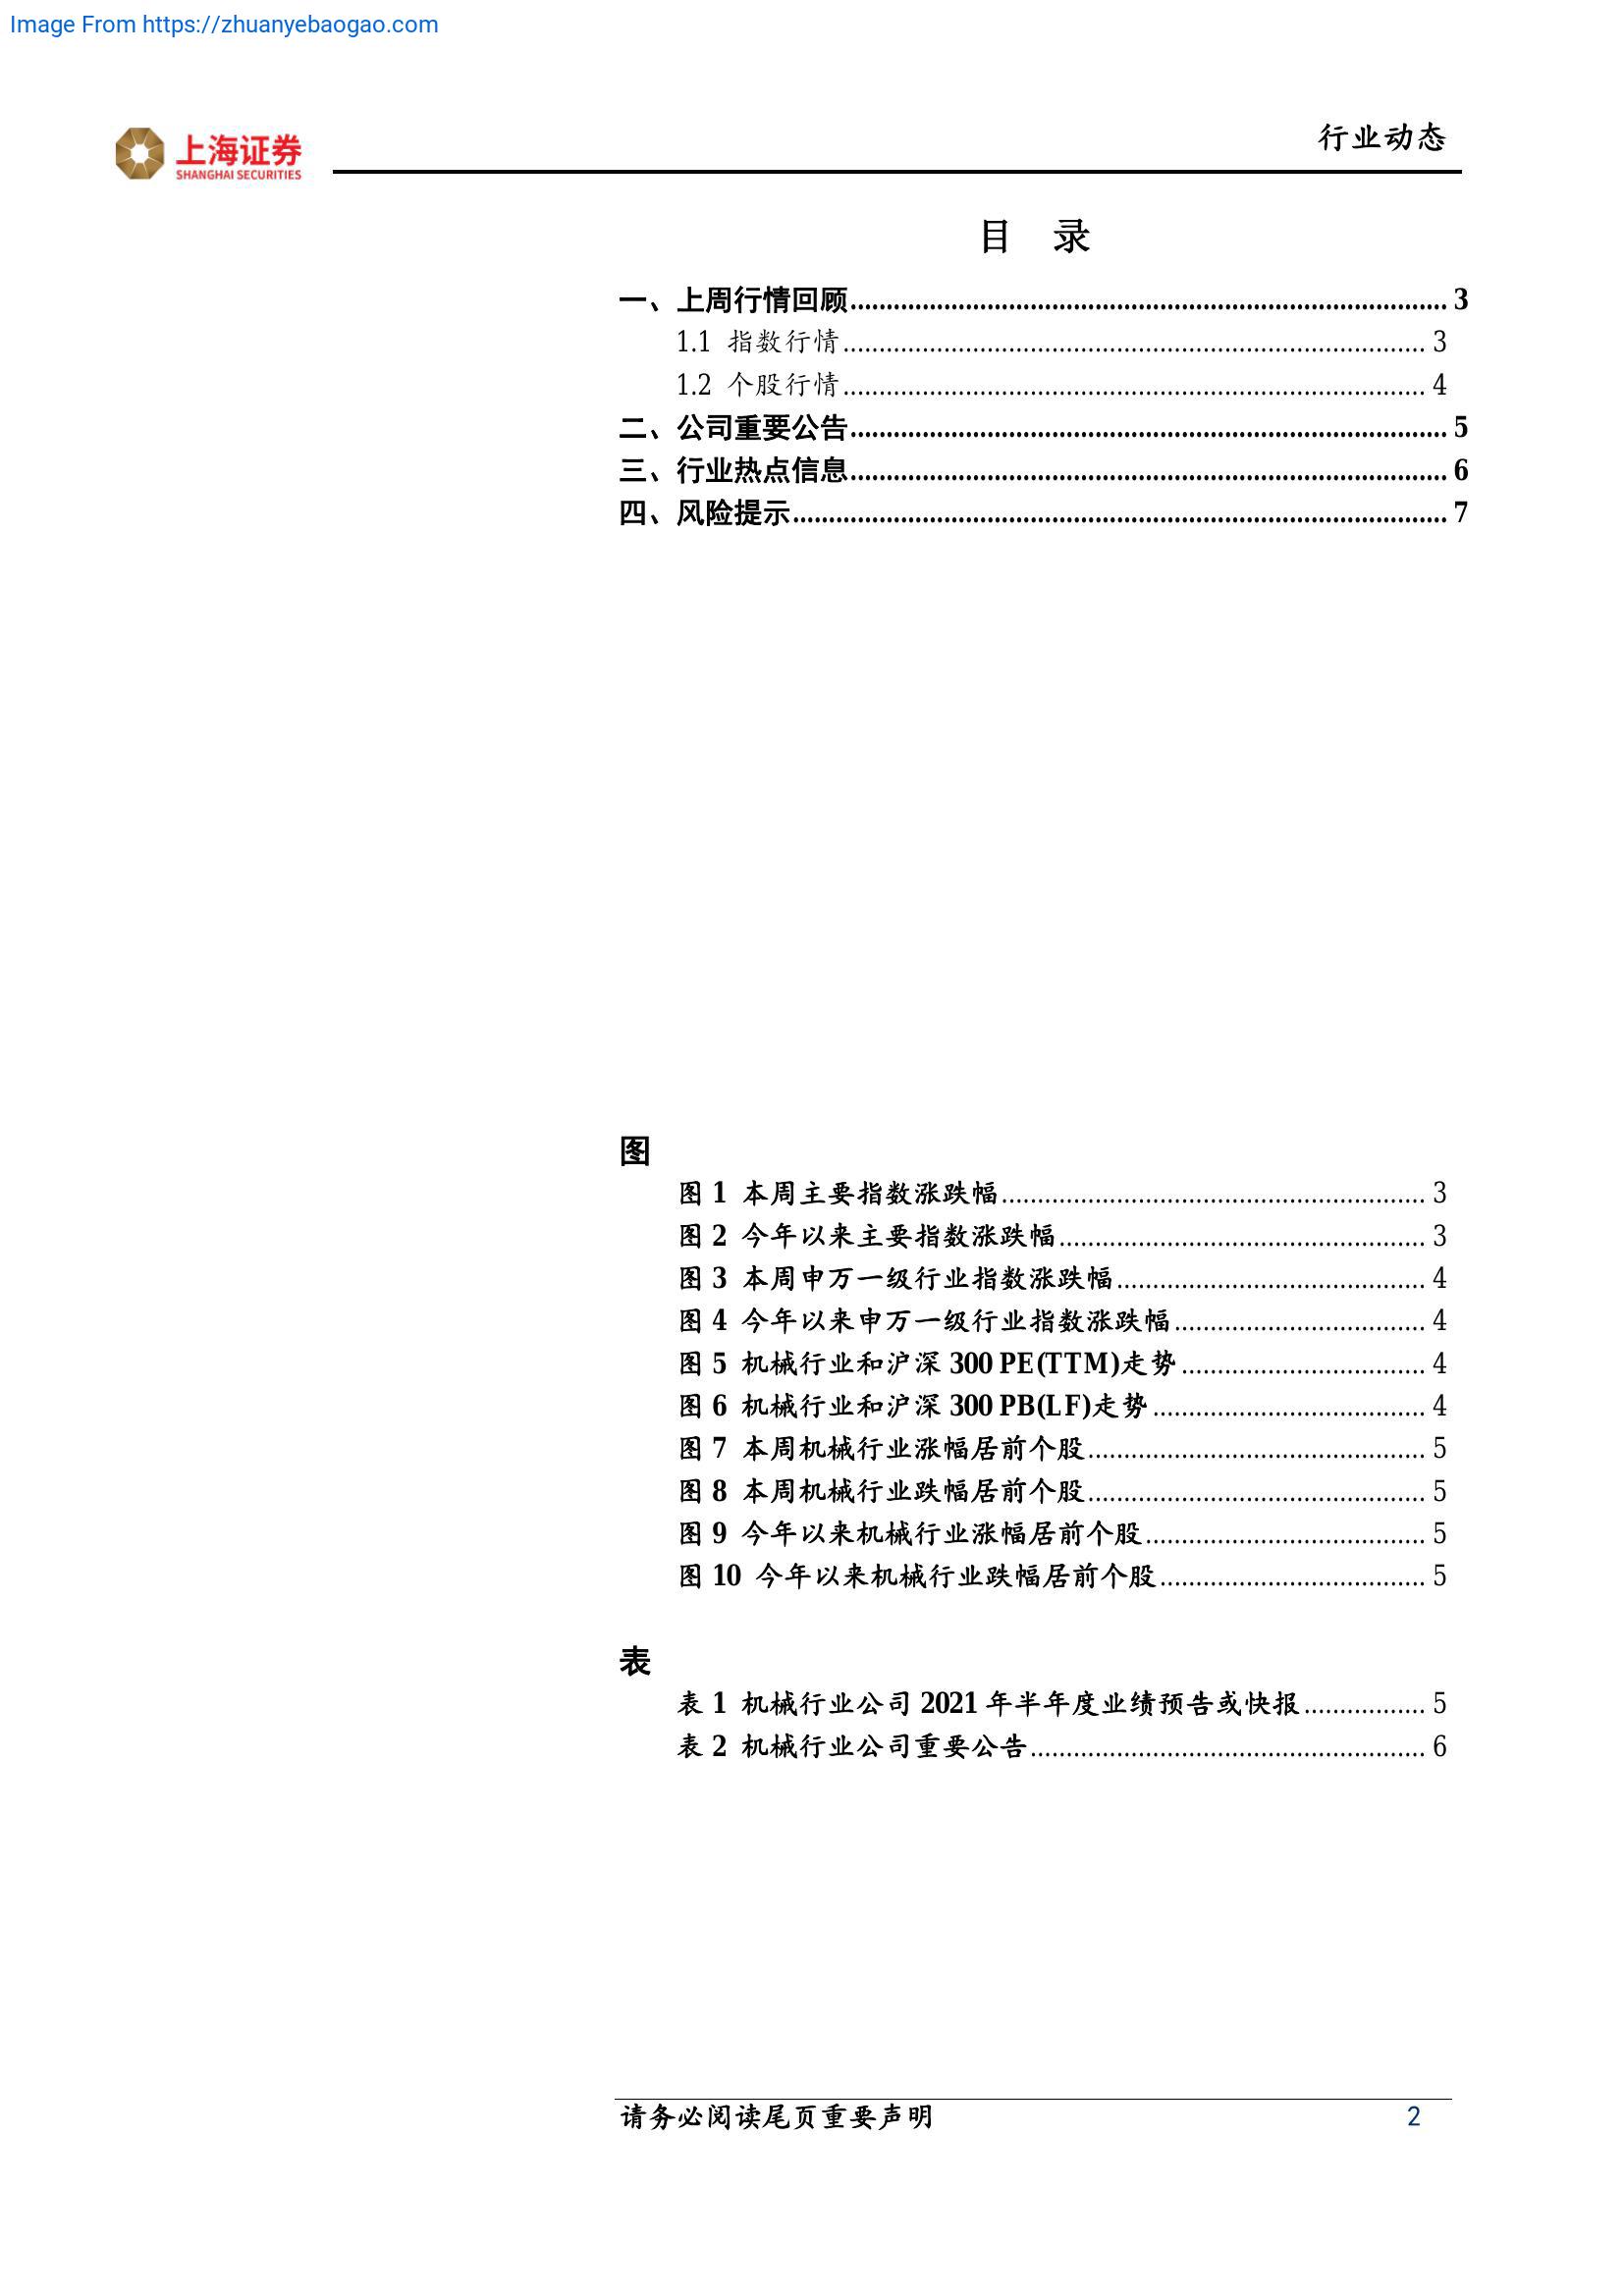 Image From https://zhuanyebaogao.com
上海证券
SHANGHAI SECURITIES
行业动态
目 录
一、上周行情回顾 3
1.1 指数行情 3
1.2 个股行情 4
二、公司重要公告 5
三、行业热点信息 6
四、风险提示 7
图
图 1 本周主要指数涨跌幅 3
图 2 今年以来主要指数涨跌幅 3
图 3 本周申万一级行业指数涨跌幅 4
图 4 今年以来申万一级行业指数涨跌幅 4
图 5 机械行业和沪深 300 PE(TTM)走势 4
图 6 机械行业和沪深 300 PB(LF)走势 4
图 7 本周机械行业涨幅居前个股 5
图 8 本周机械行业跌幅居前个股 5
图 9 今年以来机械行业涨幅居前个股 5
图 10 今年以来机械行业跌幅居前个股 5
表
表 1 机械行业公司 2021 年半年度业绩预告或快报 5
表 2 机械行业公司重要公告 6
请务必阅读尾页重要声明 2